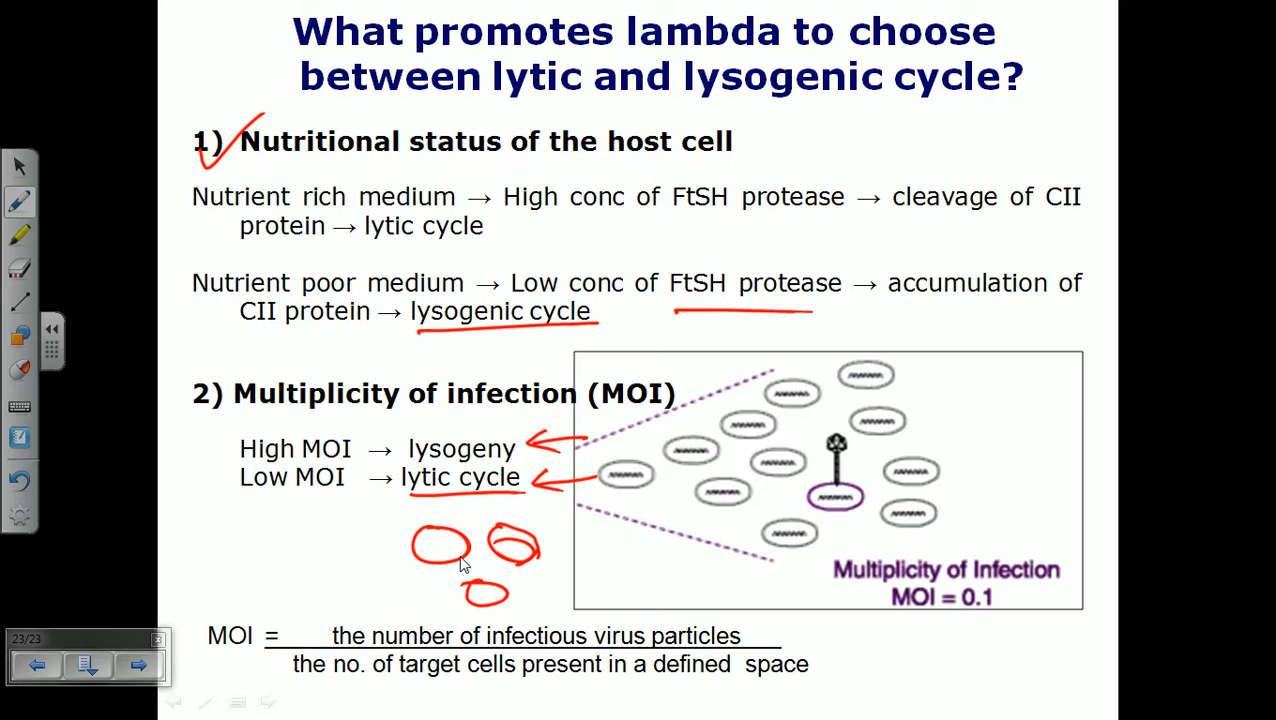 What promotes lambda to choose
between lytic and lysogenic cycle?
1) Nutritional status of the host cell
Nutrient rich medium → High conc of FtSH protease → cleavage of CII
protein → lytic cycle
Nutrient poor medium → Low conc of FtSH protease → accumulation of
CII protein → lysogenic cycle
2) Multiplicity of infection (MOI)
High MOI → lysogeny
Low MOI → lytic cycle
Multiplicity of Infection
MOI = 0.1
MOI = the number of infectious virus particles
the no. of target cells present in a defined space
23/23
x